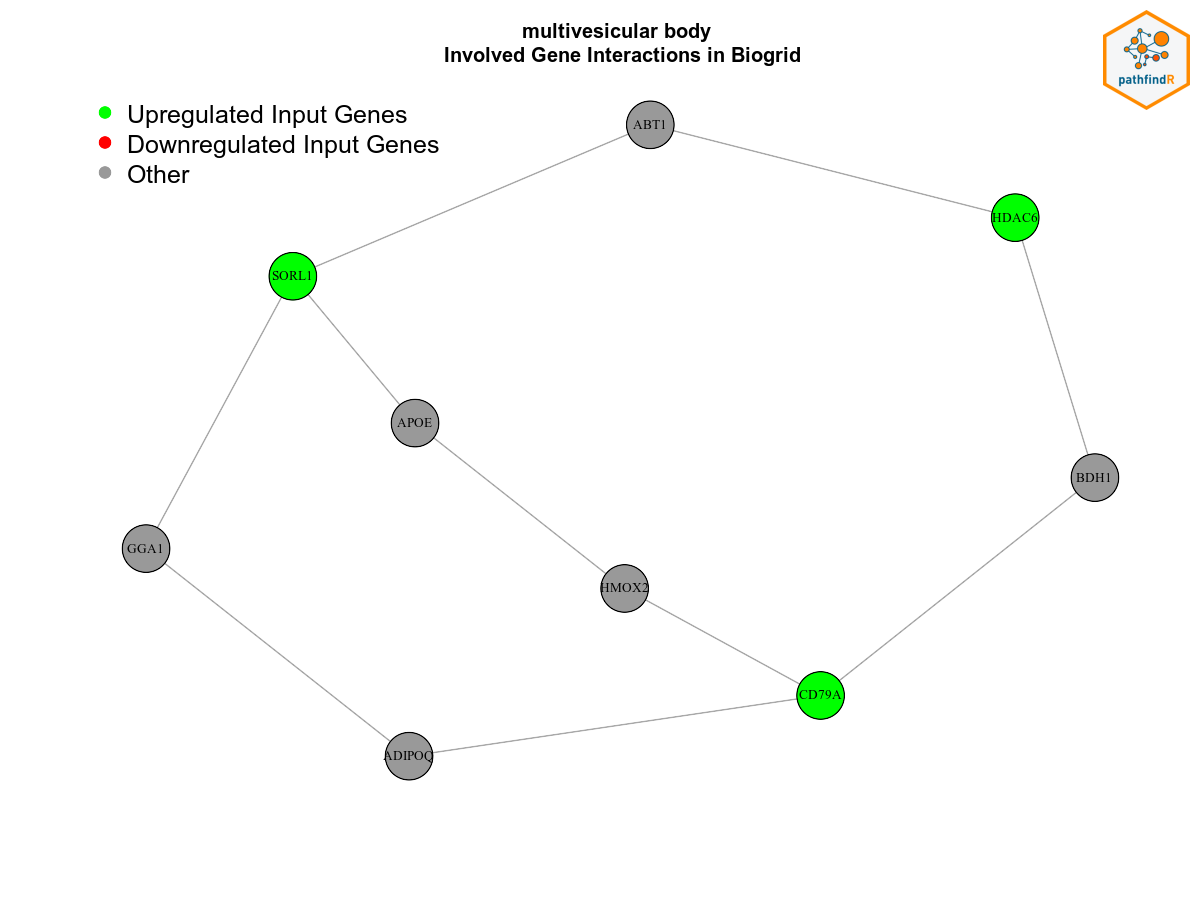 multivesicular body
Involved Gene Interactions in Biogrid
pathfindR
Upregulated Input Genes
Downregulated Input Genes
Other
ABT1
HDAC6
SORL1
APOE
BDH1
GGA1
HMOX2
CD79A
ADIPOQ